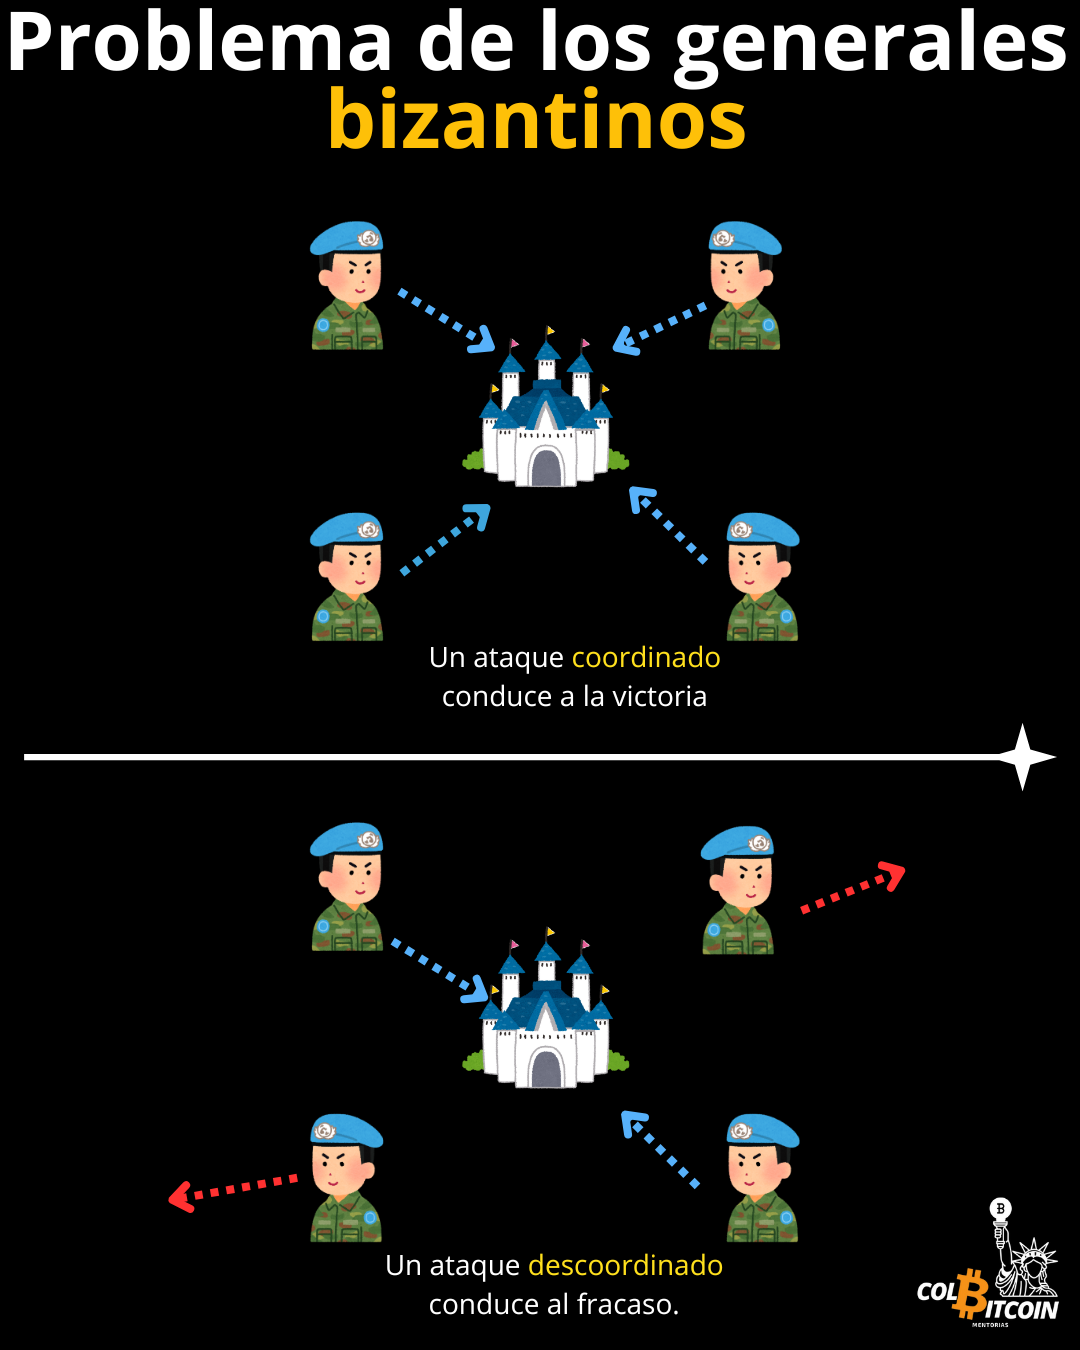 Problema de los generales
bizantinos
Un ataque coordinado
conduce a la victoria
Un ataque descoordinado
conduce al fracaso.
COLBITCOIN
MENTORIAS